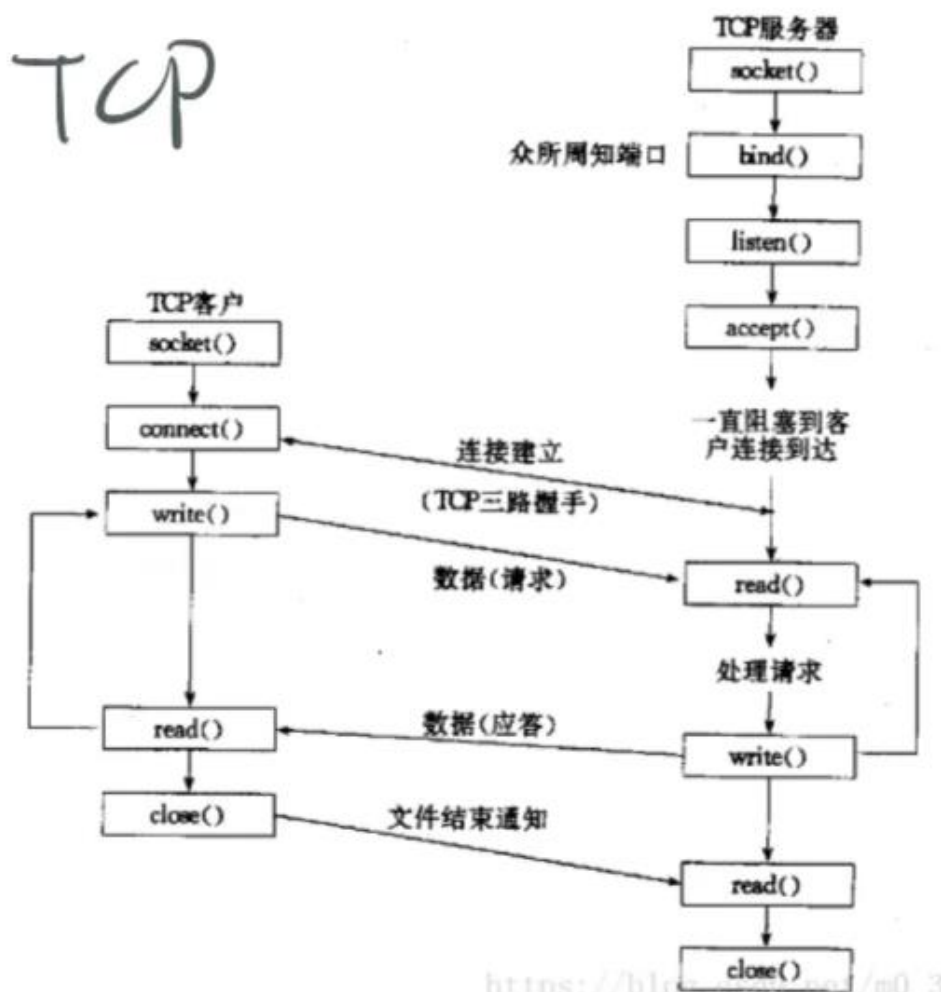 TCP
TCP服务器
socket()
众所周知端口
bind()
listen()
TCP客户
accept()
socket()
connect()
一直阻塞到客
户连接到达
连接建立
(TCP三路握手)
write()
数据(请求)
read()
处理请求
read()
数据(应答)
write()
close()
文件结束通知
read()
close()